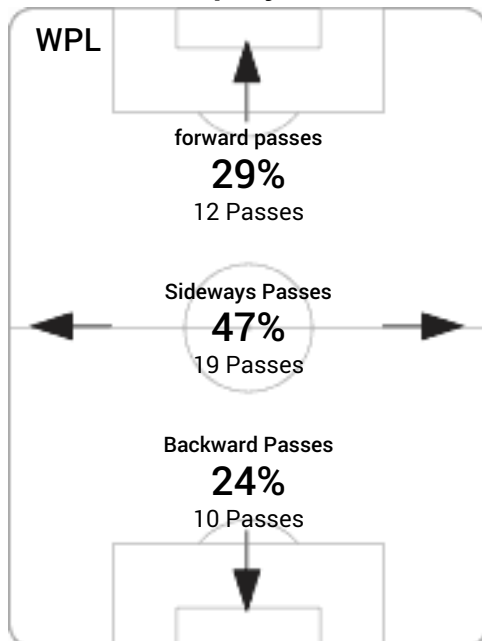 WPL
forward passes
29%
12 Passes
Sideways Passes
47%
19 Passes
Backward Passes
24%
10 Passes